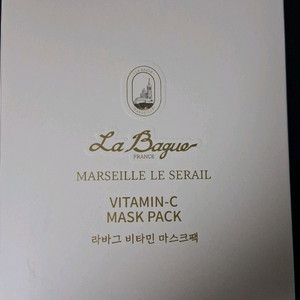 La Bague
FRANCE
MARSEILLE LE SERAIL
VITAMIN-C
MASK PACK
라바그 비타민 마스크팩